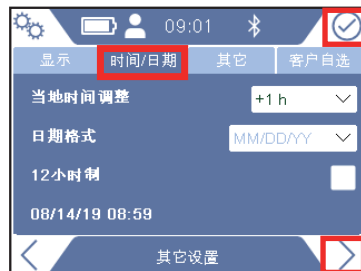 09:01
显示 时间/日期 其它 客户自选
当地时间调整 +1 h
日期格式 MM/DD/YY
12小时制
08/14/19 08:59
其它设置